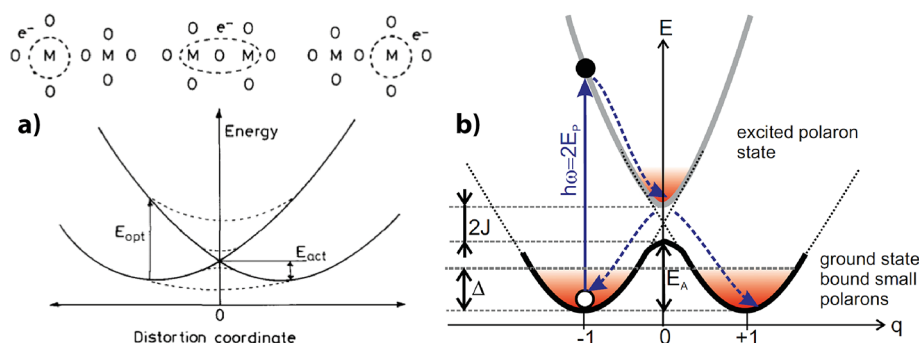 O O
e⁻ e⁻ e⁻
O O O O
O M O O M O O M O M O O M O O M O
O O O O
O O
a)
Energy
E_opt
E_act
0
Distortion coordinate
b)
E
ħω=2E_P
excited polaron
state
2J
Δ
E_A
ground state
bound small
polarons
-1 0 +1 q